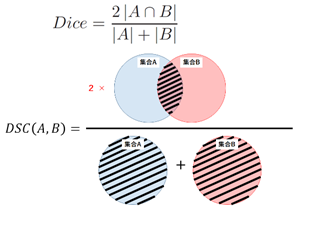 Dice = 2 |A ∩ B| / |A| + |B|
集合A 集合B
2 ×
DSC(A, B) =
集合A + 集合B